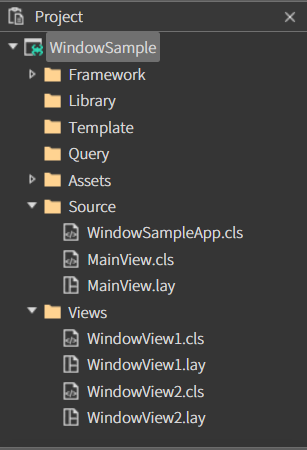 Project
WindowSample
Framework
Library
Template
Query
Assets
Source
WindowSampleApp.cls
MainView.cls
MainView.lay
Views
WindowView1.cls
WindowView1.lay
WindowView2.cls
WindowView2.lay